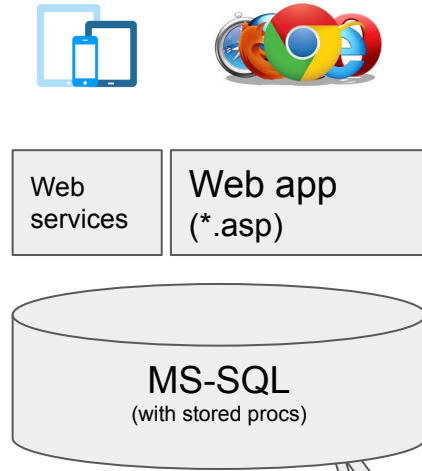 Web
services
Web app
(*.asp)
MS-SQL
(with stored procs)